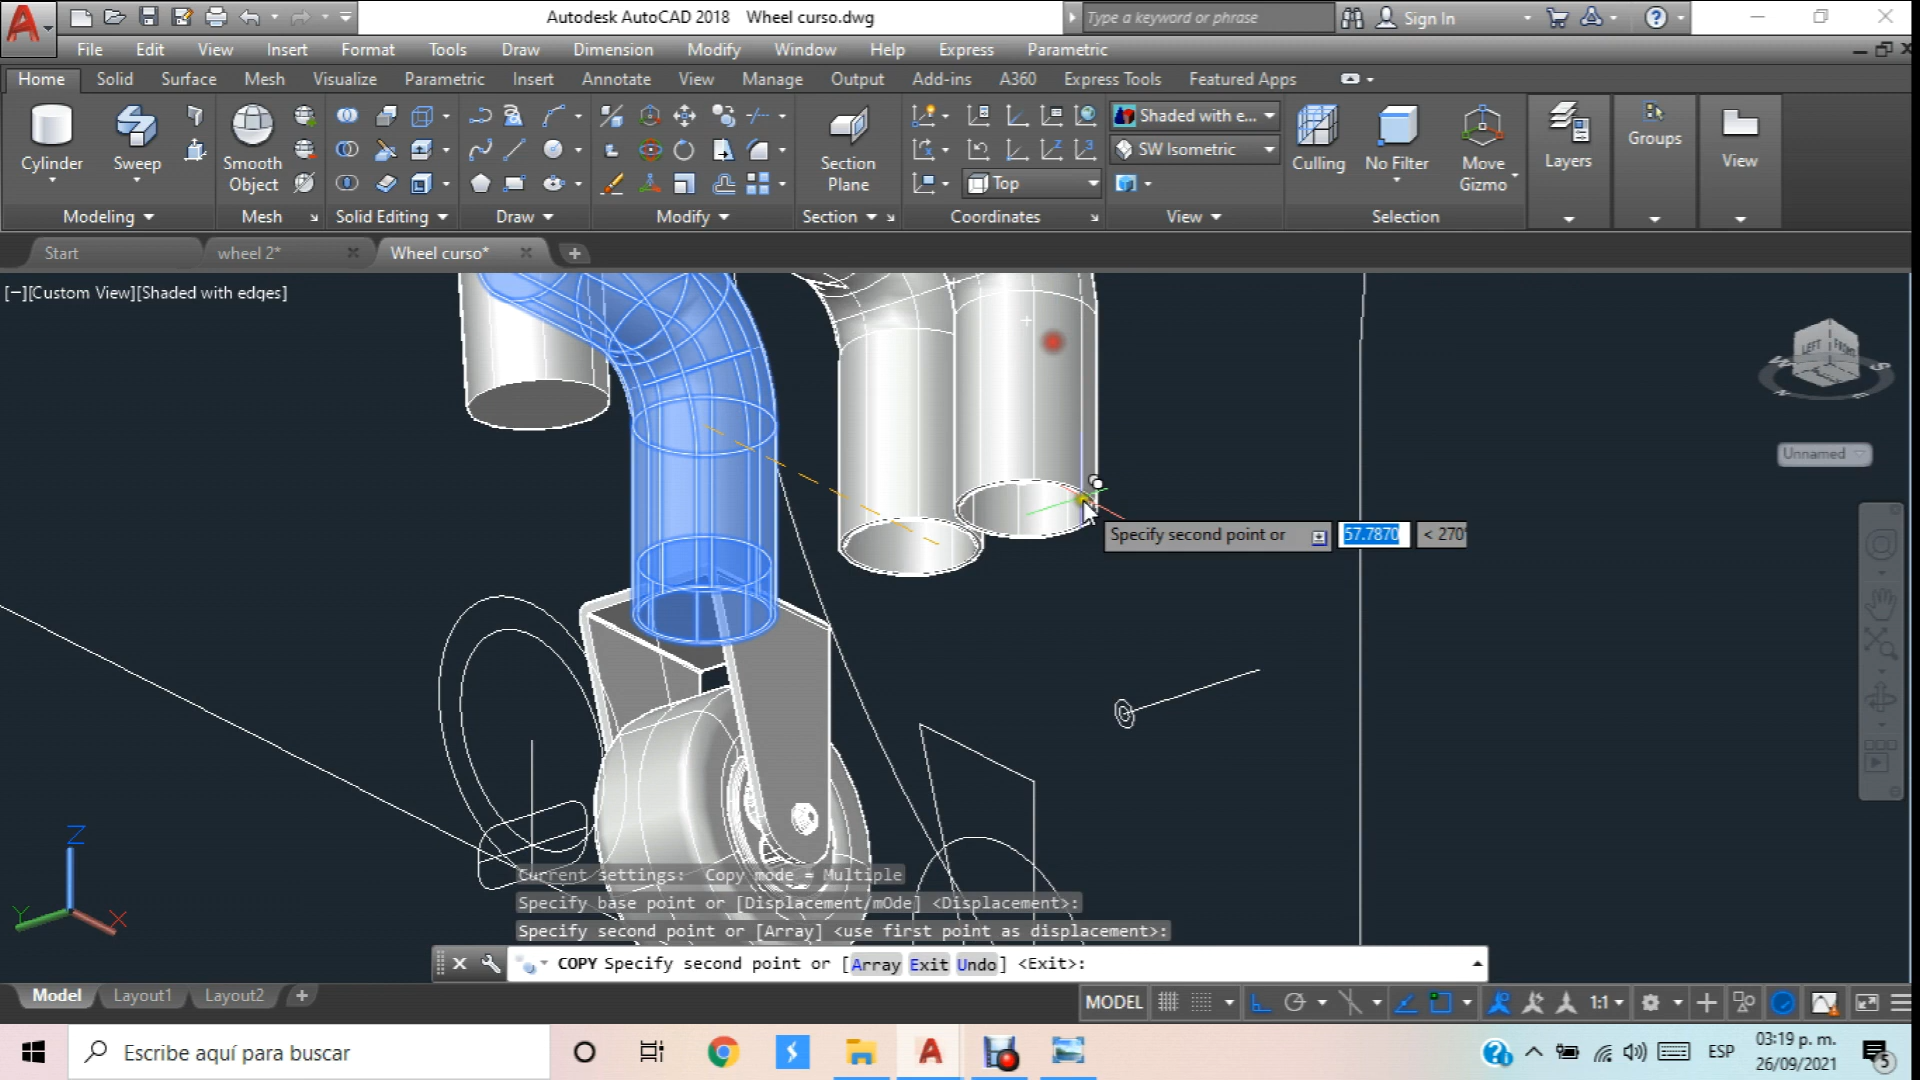 Autodesk AutoCAD 2018 Wheel curso.dwg
Type a keyword or phrase
Sign In
File Edit View Insert Format Tools Draw Dimension Modify Window Help Express Parametric
Home Solid Surface Mesh Visualize Parametric Insert Annotate View Manage Output Add-ins A360 Express Tools Featured Apps
Cylinder
Sweep
Smooth Object
Section Plane
Shaded with e...
SW Isometric
Top
Culling
No Filter
Move Gizmo
Layers
Groups
View
Modeling Mesh Solid Editing Draw Modify Section Coordinates View Selection
Start wheel 2* Wheel curso*
[−][Custom View][Shaded with edges]
LEFT FRONT
W S
Unnamed
Specify second point or 57.7870 < 270
Z
Y X
Current settings: Copy mode = Multiple
Specify base point or [Displacement/mOde] <Displacement>:
Specify second point or [Array] <use first point as displacement>:
COPY Specify second point or [Array Exit Undo] <Exit>:
Model Layout1 Layout2
MODEL 1:1
Escribe aquí para buscar
ESP
03:19 p. m.
26/09/2021
5